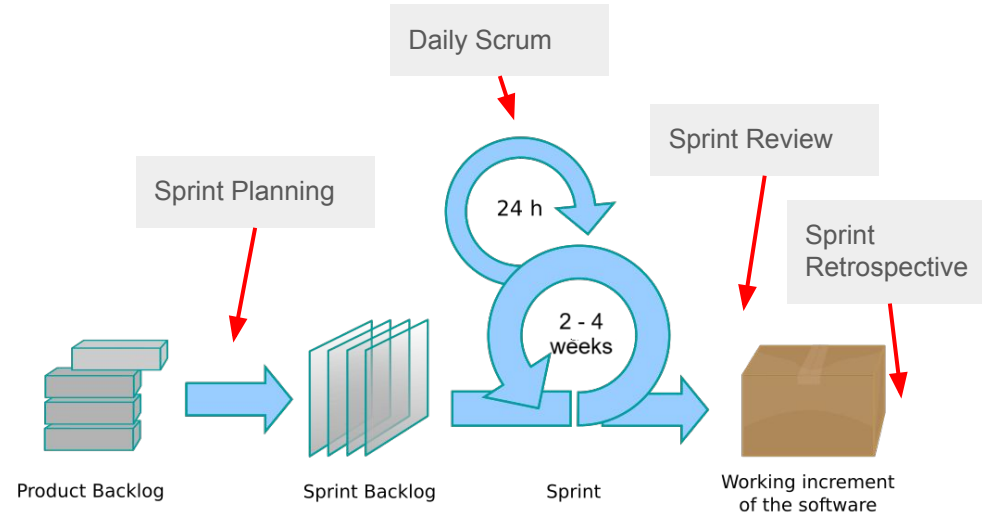 Daily Scrum
Sprint Review
Sprint Planning
24 h
Sprint
Retrospective
2 - 4
weeks
Product Backlog
Sprint Backlog
Sprint
Working increment
of the software